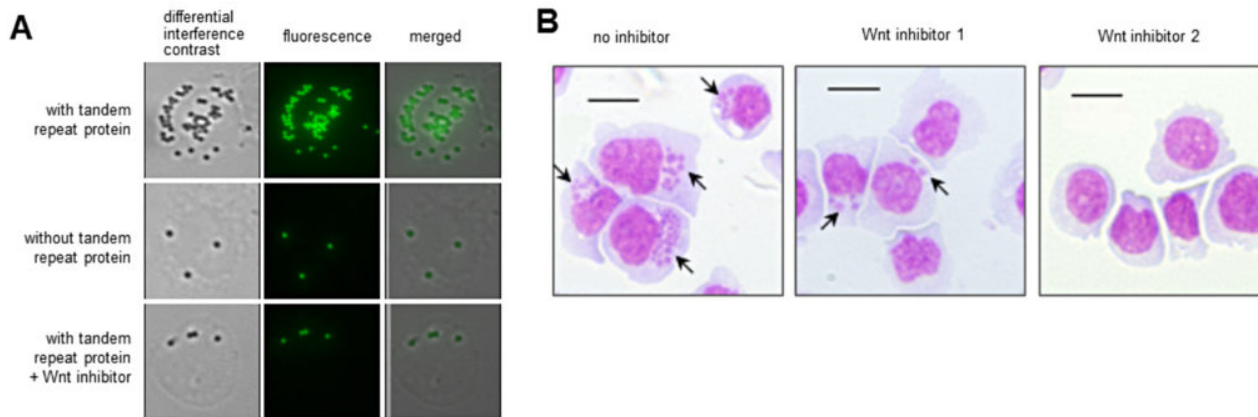 A
differential
interference
contrast
fluorescence
merged
with tandem
repeat protein
without tandem
repeat protein
with tandem
repeat protein
+ Wnt inhibitor
B
no inhibitor
Wnt inhibitor 1
Wnt inhibitor 2